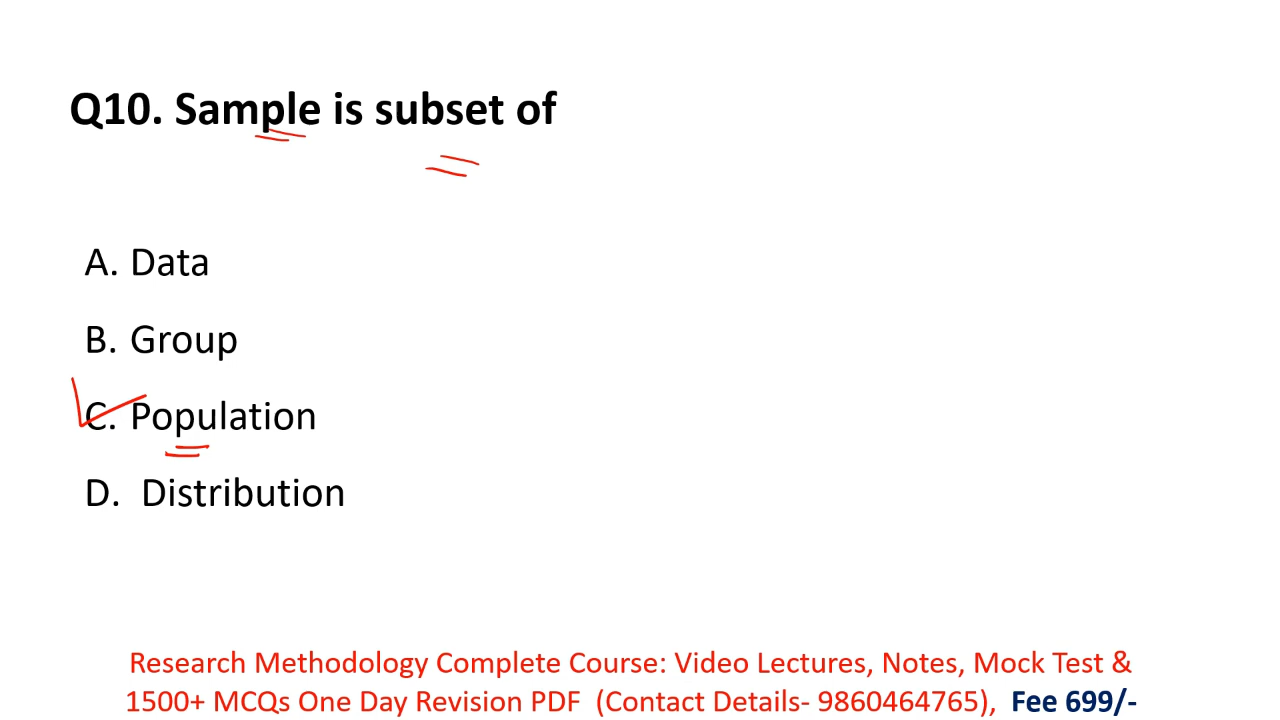 Q10. Sample is subset of
A. Data
B. Group
C. Population
D. Distribution
Research Methodology Complete Course: Video Lectures, Notes, Mock Test &
1500+ MCQs One Day Revision PDF (Contact Details- 9860464765), Fee 699/-